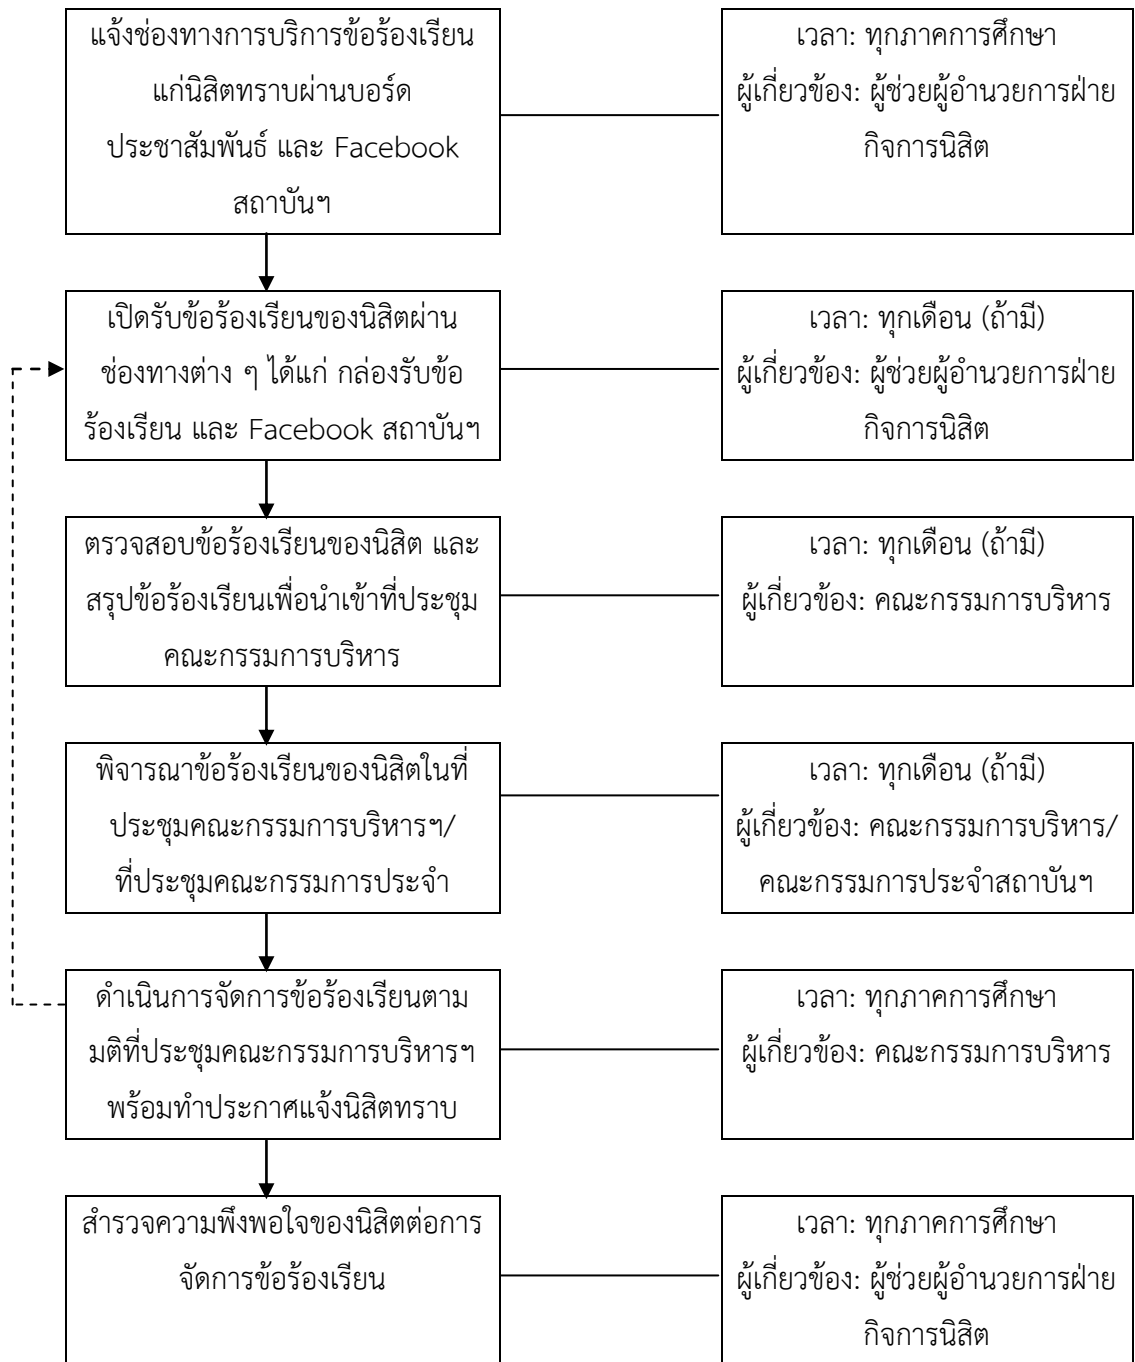 แจ้งช่องทางการบริการข้อร้องเรียน
แก่นิสิตทราบผ่านบอร์ด
ประชาสัมพันธ์ และ Facebook
สถาบันฯ
เวลา: ทุกภาคการศึกษา
ผู้เกี่ยวข้อง: ผู้ช่วยผู้อำนวยการฝ่าย
กิจการนิสิต
เปิดรับข้อร้องเรียนของนิสิตผ่าน
ช่องทางต่าง ๆ ได้แก่ กล่องรับข้อ
ร้องเรียน และ Facebook สถาบันฯ
เวลา: ทุกเดือน (ถ้ามี)
ผู้เกี่ยวข้อง: ผู้ช่วยผู้อำนวยการฝ่าย
กิจการนิสิต
ตรวจสอบข้อร้องเรียนของนิสิต และ
สรุปข้อร้องเรียนเพื่อนำเข้าที่ประชุม
คณะกรรมการบริหาร
เวลา: ทุกเดือน (ถ้ามี)
ผู้เกี่ยวข้อง: คณะกรรมการบริหาร
พิจารณาข้อร้องเรียนของนิสิตในที่
ประชุมคณะกรรมการบริหารฯ/
ที่ประชุมคณะกรรมการประจำ
เวลา: ทุกเดือน (ถ้ามี)
ผู้เกี่ยวข้อง: คณะกรรมการบริหาร/
คณะกรรมการประจำสถาบันฯ
ดำเนินการจัดการข้อร้องเรียนตาม
มติที่ประชุมคณะกรรมการบริหารฯ
พร้อมทำประกาศแจ้งนิสิตทราบ
เวลา: ทุกภาคการศึกษา
ผู้เกี่ยวข้อง: คณะกรรมการบริหาร
สำรวจความพึงพอใจของนิสิตต่อการ
จัดการข้อร้องเรียน
เวลา: ทุกภาคการศึกษา
ผู้เกี่ยวข้อง: ผู้ช่วยผู้อำนวยการฝ่าย
กิจการนิสิต